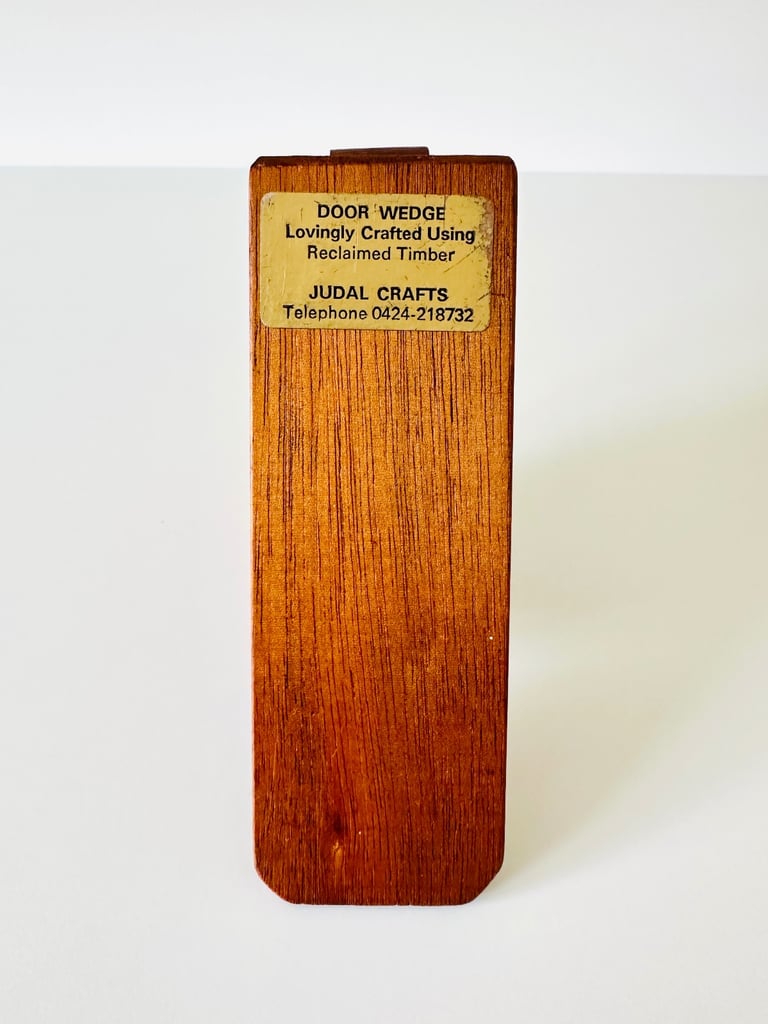 DOOR WEDGE
Lovingly Crafted Using
Reclaimed Timber
JUDAL CRAFTS
Telephone 0424-218732